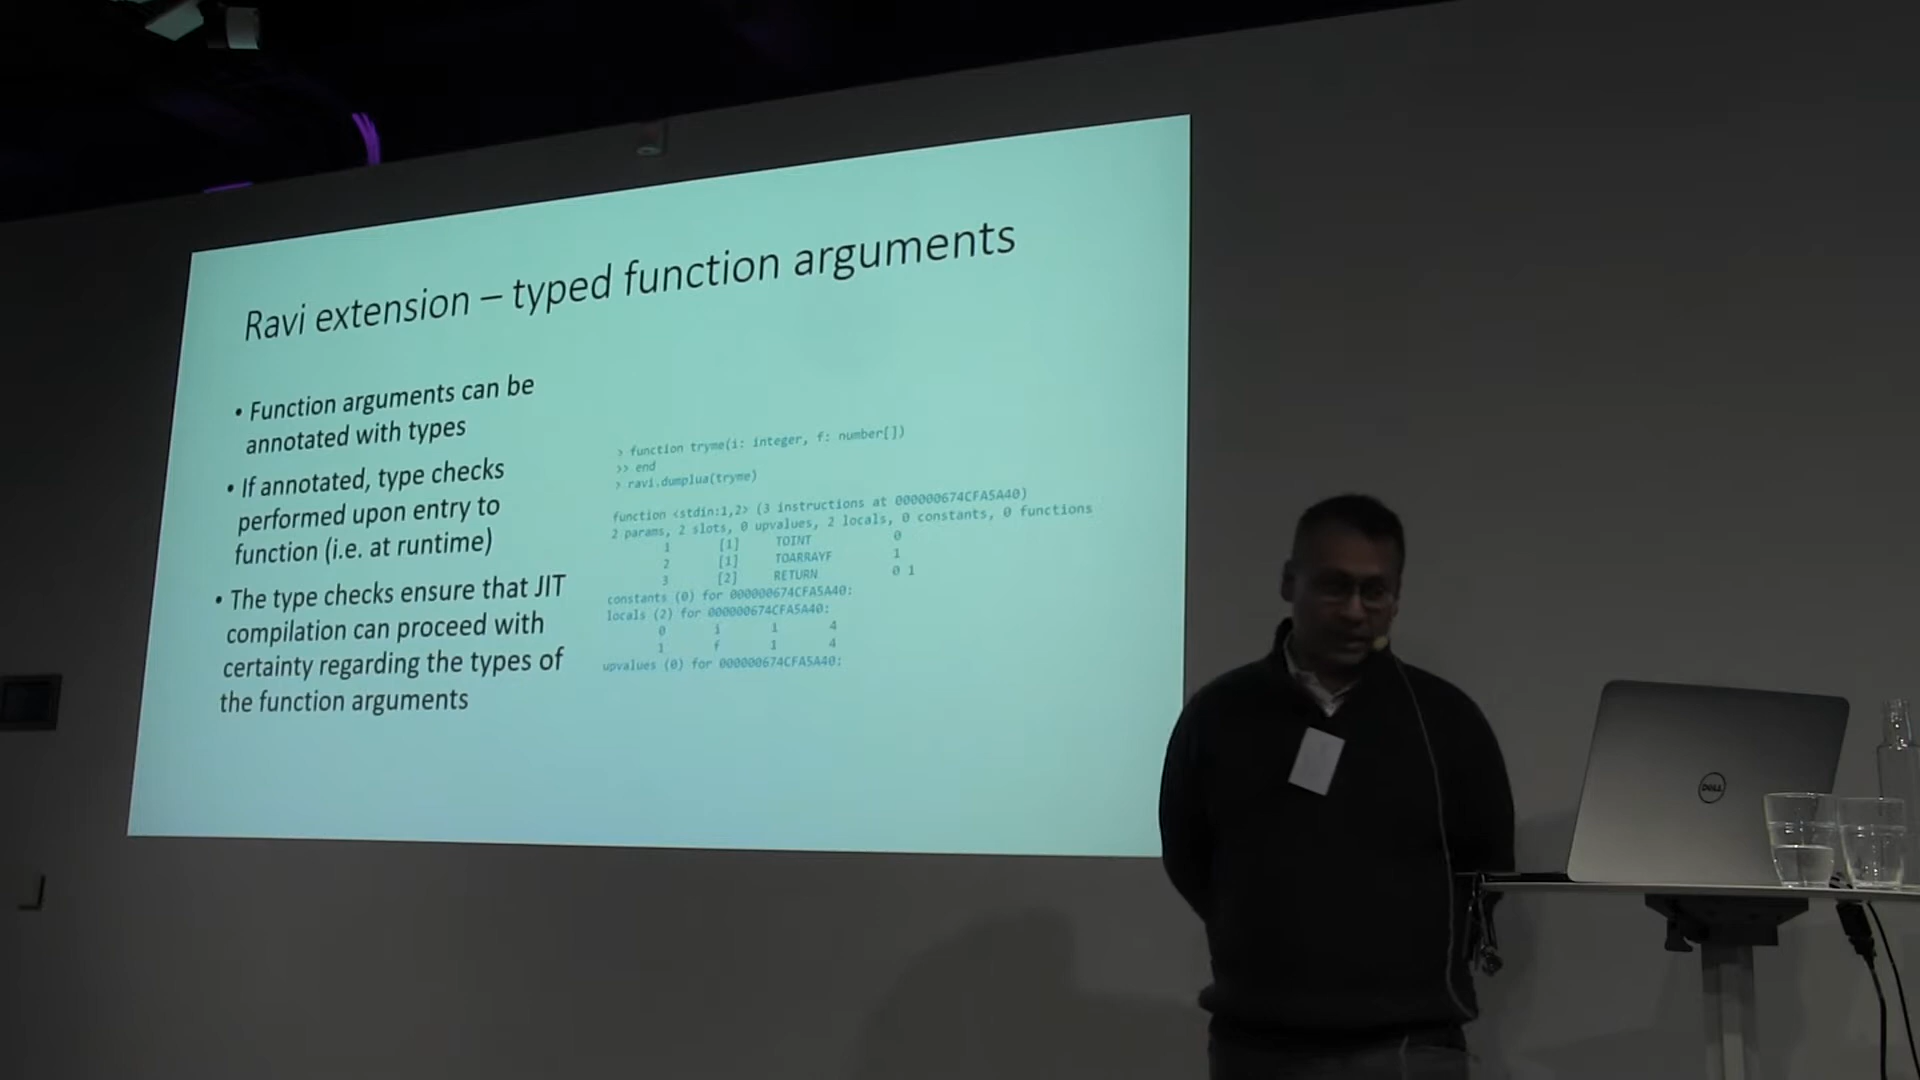 Ravi extension – typed function arguments
• Function arguments can be
annotated with types
• If annotated, type checks
performed upon entry to
function (i.e. at runtime)
• The type checks ensure that JIT
compilation can proceed with
certainty regarding the types of
the function arguments
> function tryme(i: integer, f: number[])
>> end
> ravi.dumplua(tryme)
function <stdin:1,2> (3 instructions at 000000674CFA5A40)
2 params, 2 slots, 0 upvalues, 2 locals, 0 constants, 0 functions
1 [1] TOINT 0
2 [1] TOARRAYF 1
3 [2] RETURN 0 1
constants (0) for 000000674CFA5A40:
locals (2) for 000000674CFA5A40:
0 i 1 4
1 f 1 4
upvalues (0) for 000000674CFA5A40:
DELL